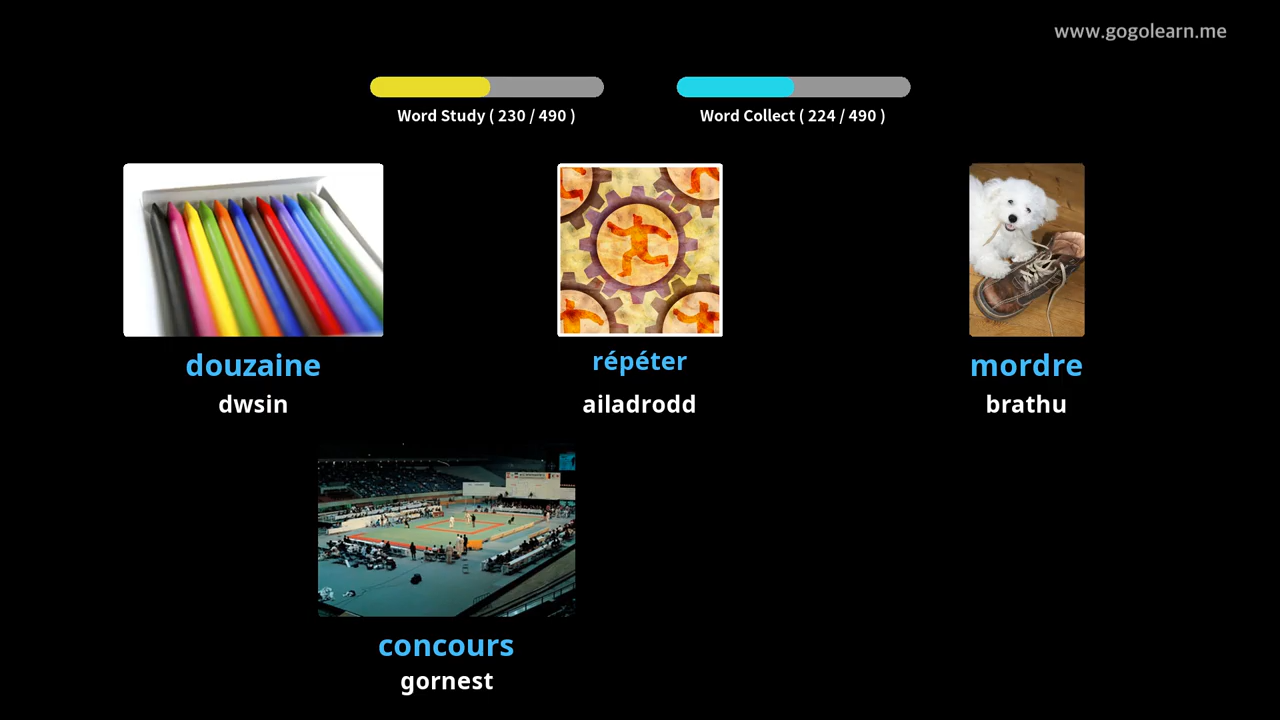 www.gogolearn.me
Word Study ( 230 / 490 )
Word Collect ( 224 / 490 )
douzaine
dwsin
répéter
ailadrodd
mordre
brathu
concours
gornest